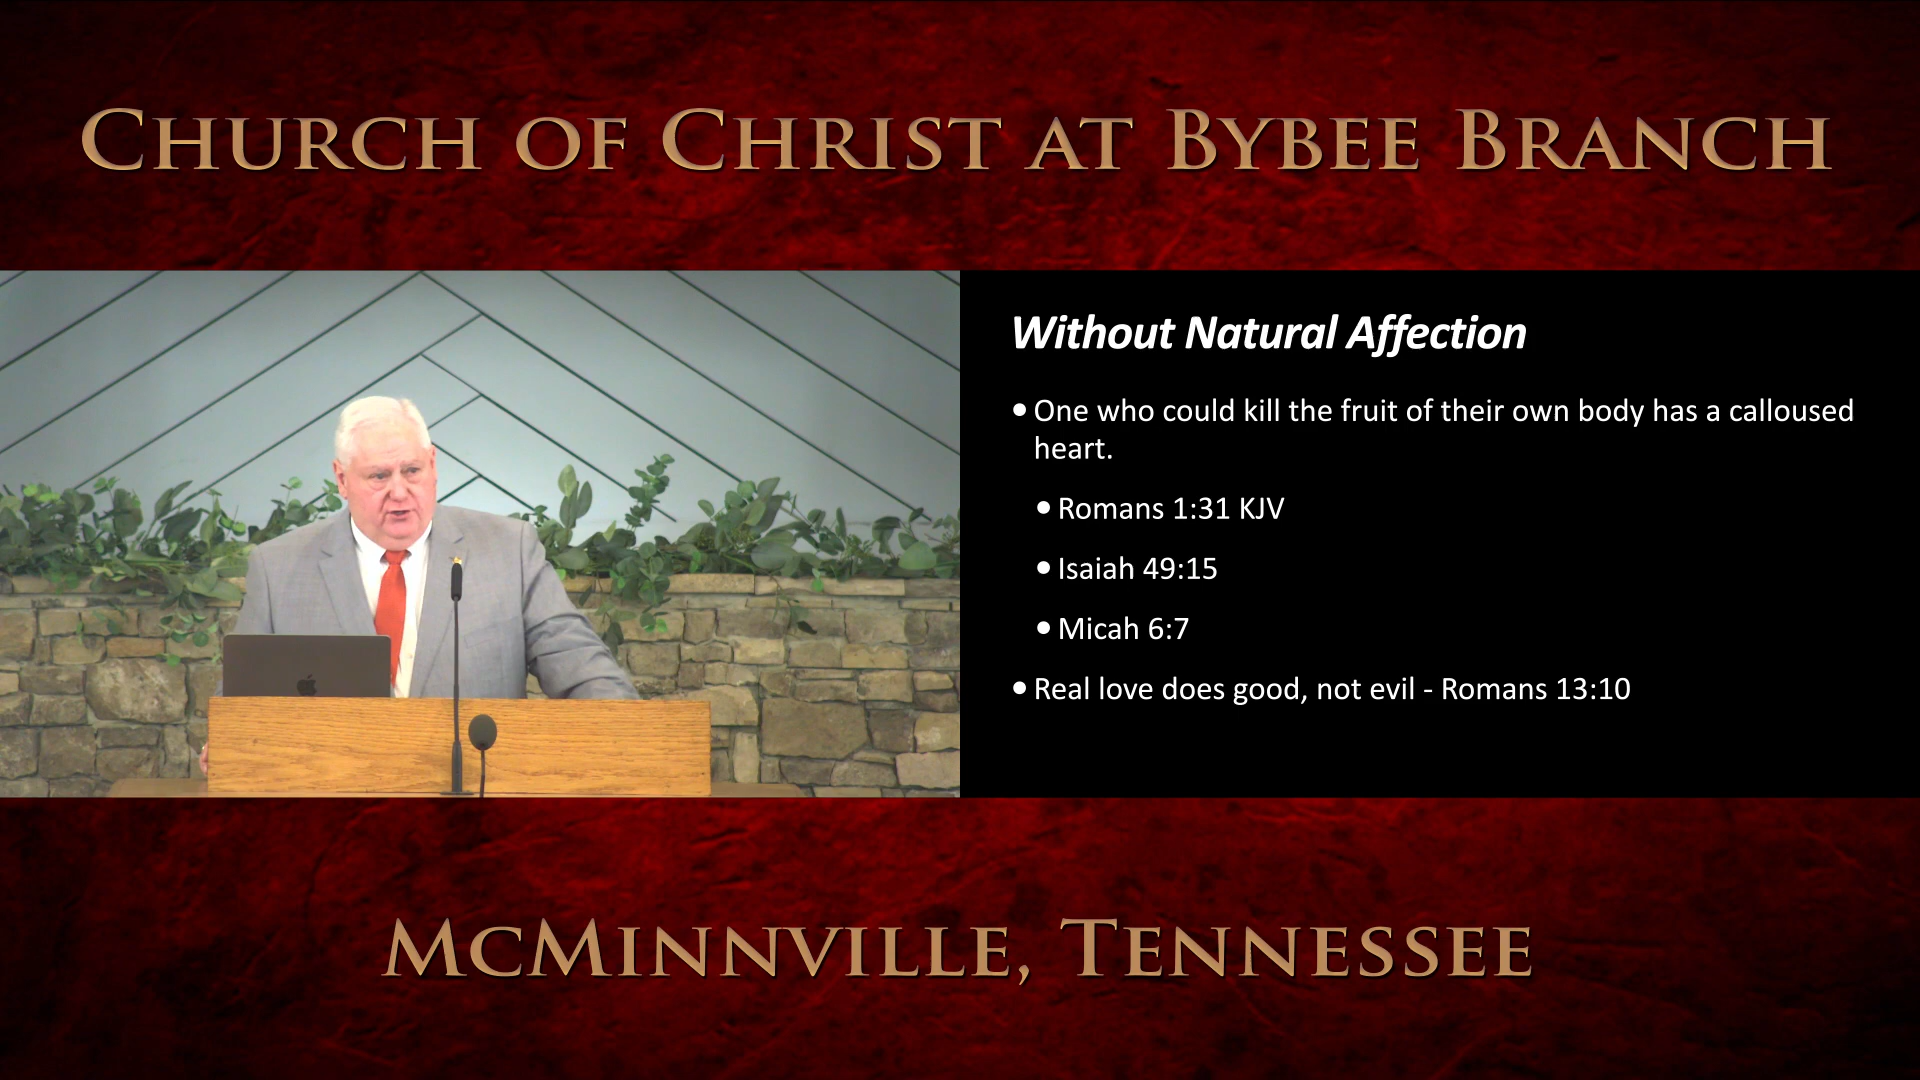 Church of Christ at Bybee Branch
Without Natural Affection
• One who could kill the fruit of their own body has a calloused
heart.
• Romans 1:31 KJV
• Isaiah 49:15
• Micah 6:7
• Real love does good, not evil - Romans 13:10
McMinnville, Tennessee